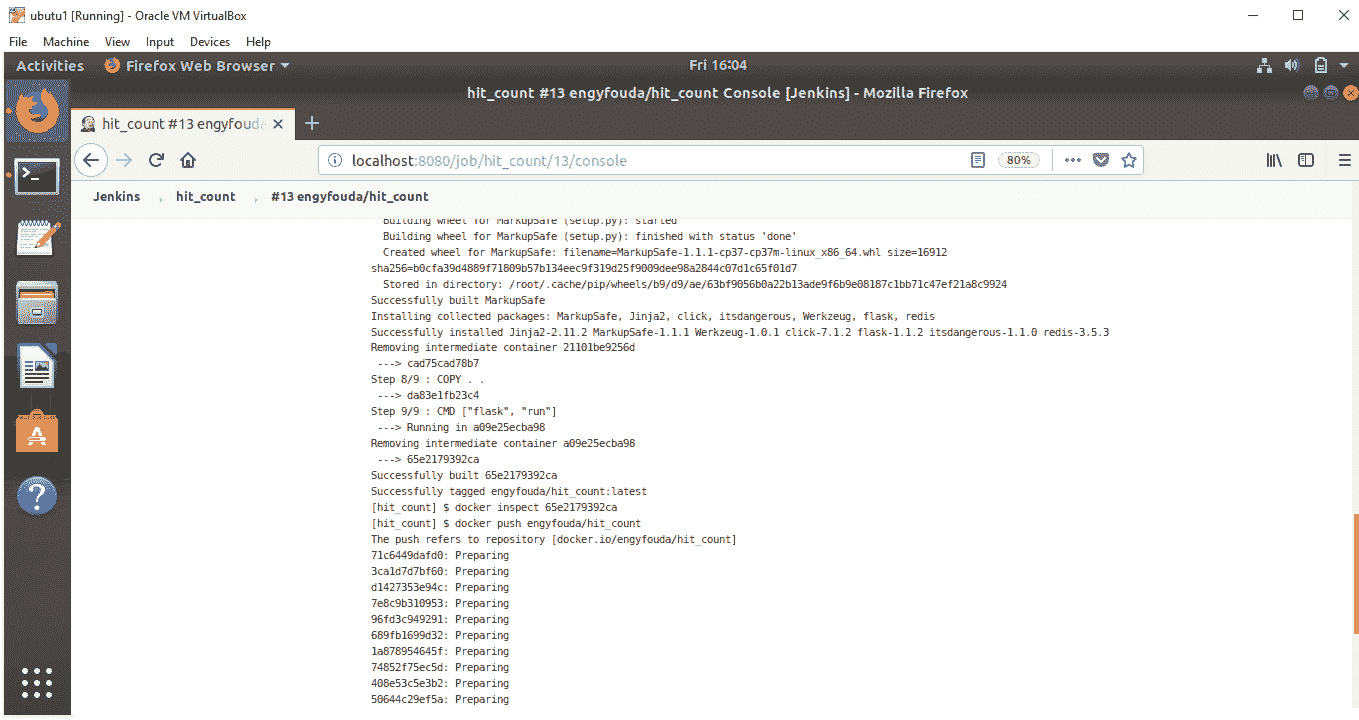 ubutu1 [Running] - Oracle VM VirtualBox
File Machine View Input Devices Help
Activities Firefox Web Browser Fri 16:04
hit_count #13 engyfouda/hit_count Console [Jenkins] - Mozilla Firefox
hit_count #13 engyfouda
localhost:8080/job/hit_count/13/console 80%
Jenkins hit_count #13 engyfouda/hit_count
Building wheel for MarkupSafe (setup.py): started
Building wheel for MarkupSafe (setup.py): finished with status 'done'
Created wheel for MarkupSafe: filename=MarkupSafe-1.1.1-cp37-cp37m-linux_x86_64.whl size=16912
sha256=b0cfa39d4889f71809b57b134eec9f319d25f9009dee98a2844c07d1c65f01d7
Stored in directory: /root/.cache/pip/wheels/b9/d9/ae/63bf9056b0a22b13ade9f6b9e08187c1bb71c47ef21a8c9924
Successfully built MarkupSafe
Installing collected packages: MarkupSafe, Jinja2, click, itsdangerous, Werkzeug, flask, redis
Successfully installed Jinja2-2.11.2 MarkupSafe-1.1.1 Werkzeug-1.0.1 click-7.1.2 flask-1.1.2 itsdangerous-1.1.0 redis-3.5.3
Removing intermediate container 21101be9256d
---> cad75cad78b7
Step 8/9 : COPY . .
---> da83e1fb23c4
Step 9/9 : CMD ["flask", "run"]
---> Running in a09e25ecba98
Removing intermediate container a09e25ecba98
---> 65e2179392ca
Successfully built 65e2179392ca
Successfully tagged engyfouda/hit_count:latest
[hit_count] $ docker inspect 65e2179392ca
[hit_count] $ docker push engyfouda/hit_count
The push refers to repository [docker.io/engyfouda/hit_count]
71c6449dafd0: Preparing
3ca1d7d7bf60: Preparing
d1427353e94c: Preparing
7e8c9b310953: Preparing
96fd3c949291: Preparing
689fb1699d32: Preparing
1a878954645f: Preparing
74852f75ec5d: Preparing
408e53c5e3b2: Preparing
50644c29ef5a: Preparing